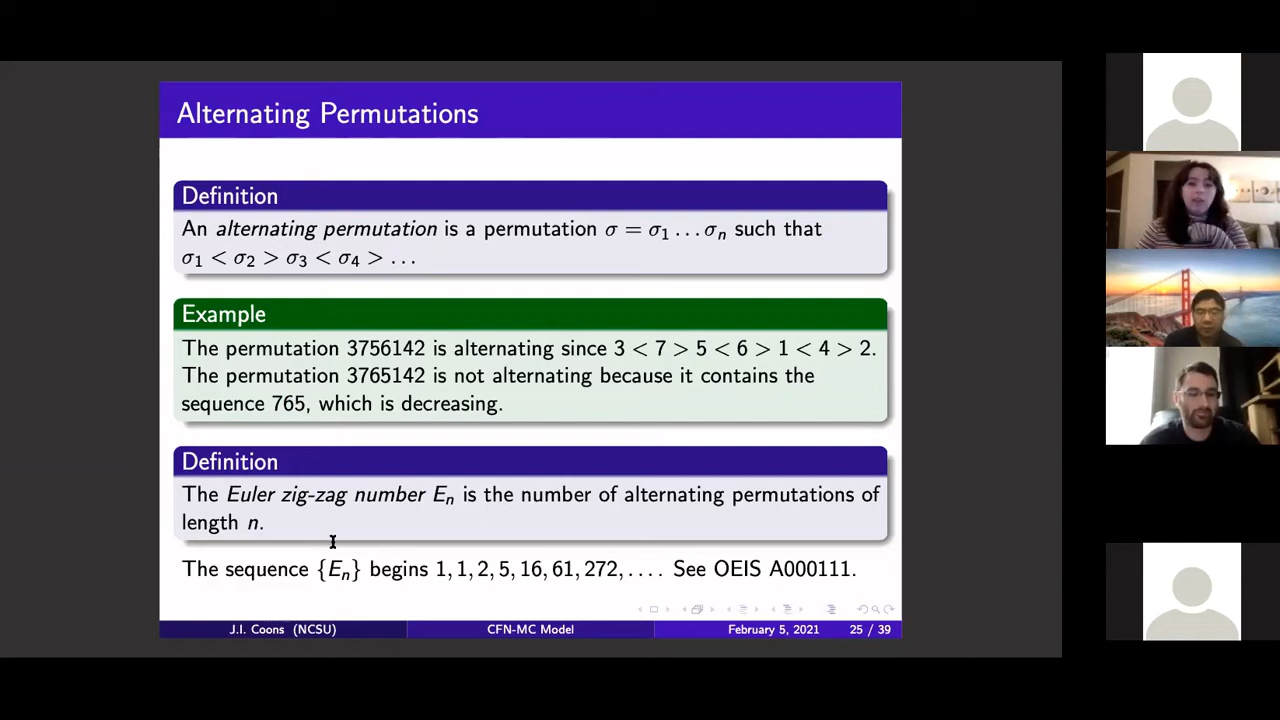 Alternating Permutations
Definition
An alternating permutation is a permutation σ = σ₁ . . . σₙ such that
σ₁ < σ₂ > σ₃ < σ₄ > . . .
Example
The permutation 3756142 is alternating since 3 < 7 > 5 < 6 > 1 < 4 > 2.
The permutation 3765142 is not alternating because it contains the
sequence 765, which is decreasing.
Definition
The Euler zig-zag number Eₙ is the number of alternating permutations of
length n.
The sequence {Eₙ} begins 1, 1, 2, 5, 16, 61, 272, . . . . See OEIS A000111.
J.I. Coons (NCSU) CFN-MC Model February 5, 2021 25 / 39